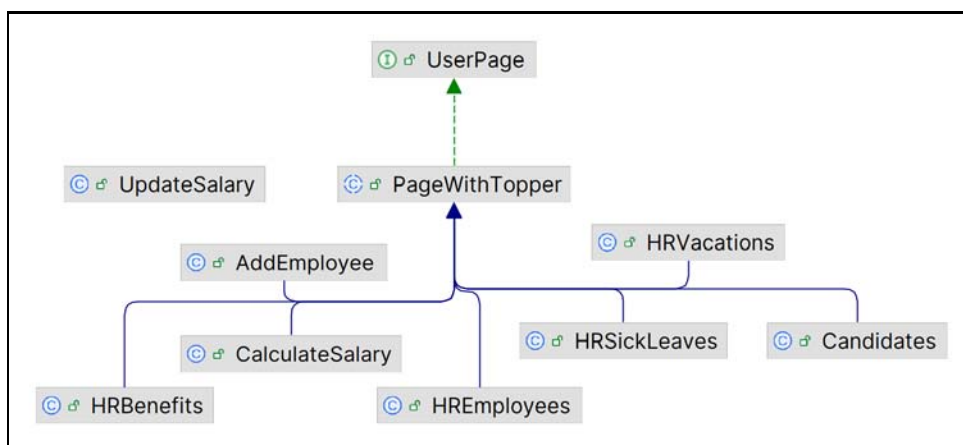 I UserPage
C UpdateSalary
C PageWithTopper
C HRVacations
C AddEmployee
C HRSickLeaves
C Candidates
C CalculateSalary
C HRBenefits
C HREmployees